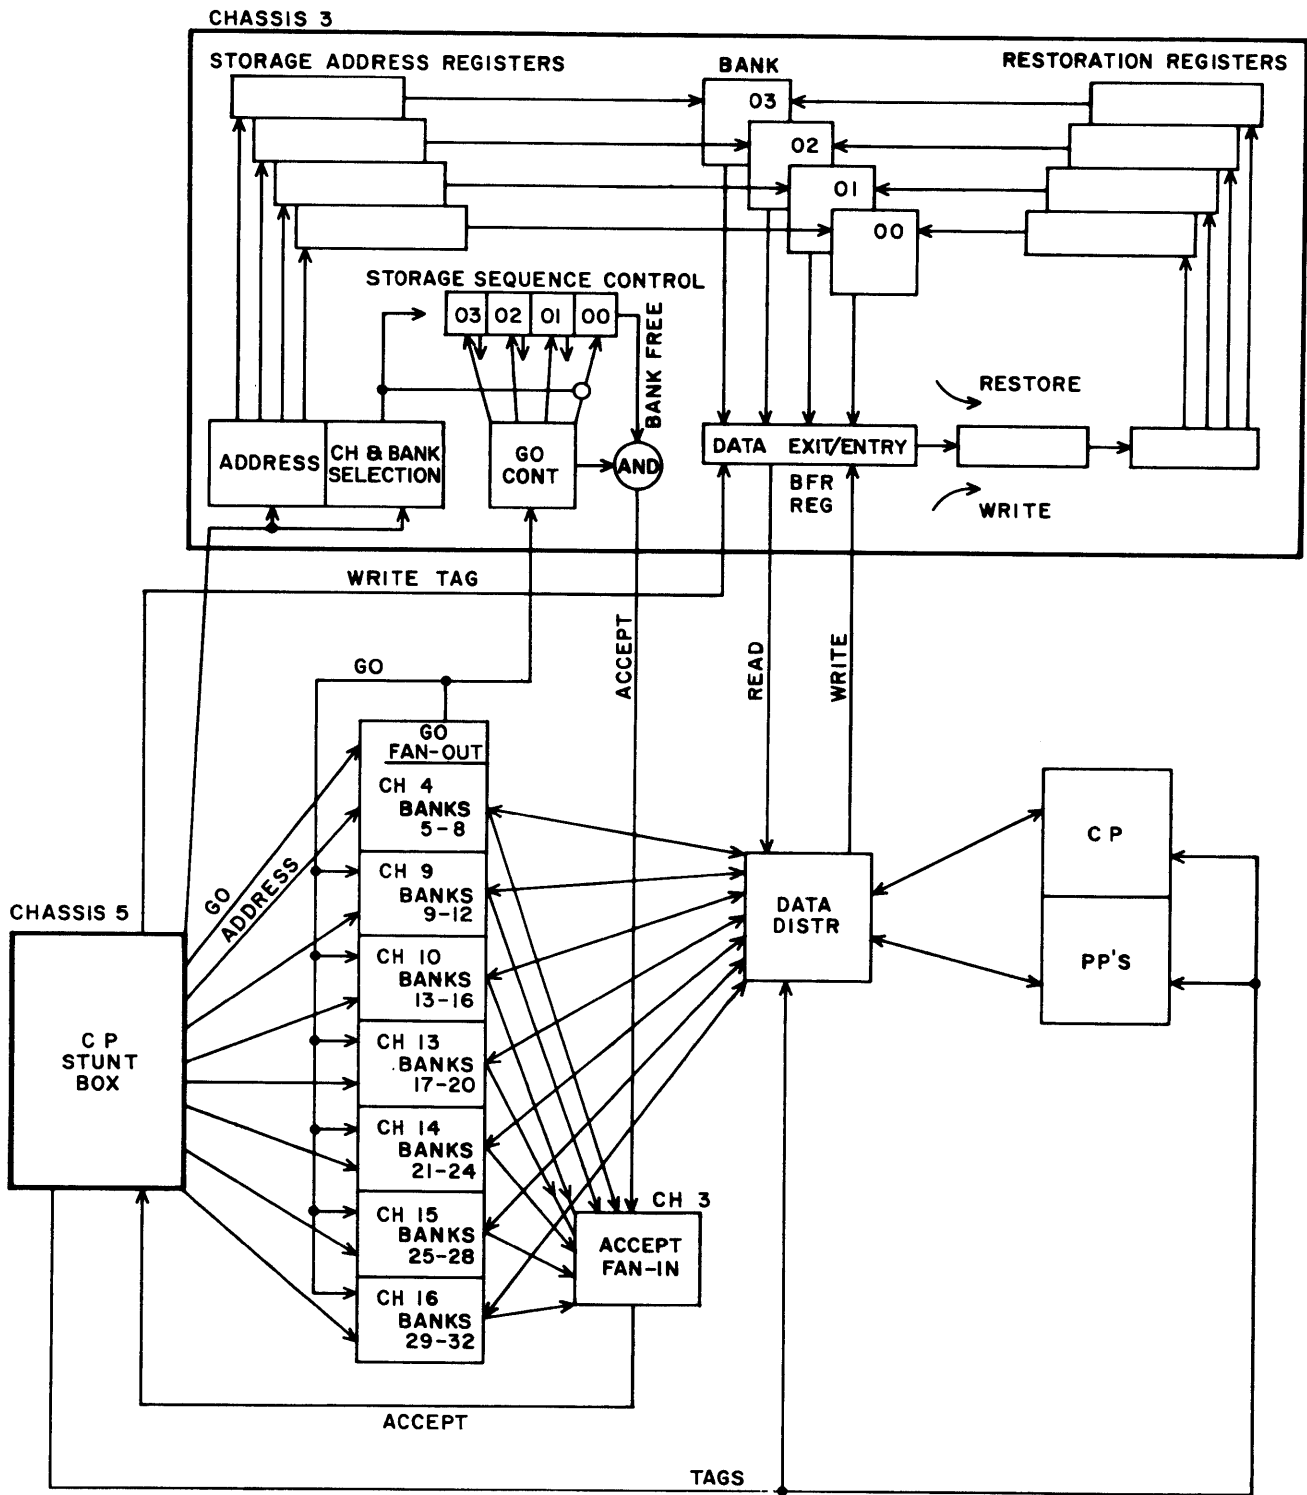 CHASSIS 3
STORAGE ADDRESS REGISTERS
BANK
RESTORATION REGISTERS
03
02
01
00
STORAGE SEQUENCE CONTROL
03 02 01 00
BANK FREE
RESTORE
ADDRESS
CH & BANK
SELECTION
GO
CONT
AND
DATA EXIT/ENTRY
BFR
REG
WRITE
WRITE TAG
GO
ACCEPT
READ
WRITE
GO
FAN-OUT
CH 4
BANKS
5-8
CH 9
BANKS
9-12
CH 10
BANKS
13-16
CH 13
BANKS
17-20
CH 14
BANKS
21-24
CH 15
BANKS
25-28
CH 16
BANKS
29-32
GO
ADDRESS
CHASSIS 5
CP
STUNT
BOX
DATA
DISTR
CP
PP'S
CH 3
ACCEPT
FAN-IN
ACCEPT
TAGS